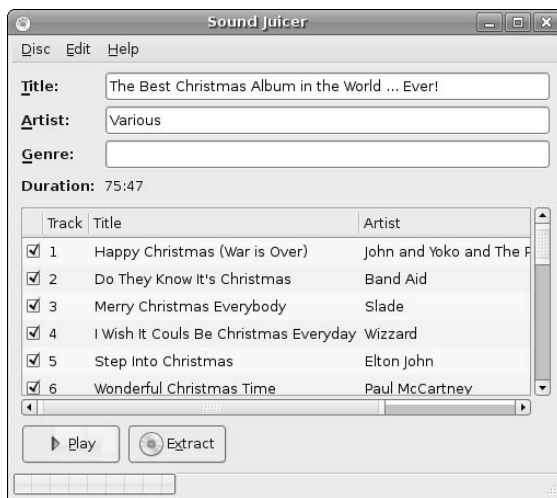 Sound Juicer
Disc Edit Help
Title: The Best Christmas Album in the World ... Ever!
Artist: Various
Genre:
Duration: 75:47
Track Title Artist
1 Happy Christmas (War is Over) John and Yoko and The
2 Do They Know It's Christmas Band Aid
3 Merry Christmas Everybody Slade
4 I Wish It Couls Be Christmas Everyday Wizzard
5 Step Into Christmas Elton John
6 Wonderful Christmas Time Paul McCartney
Play Extract